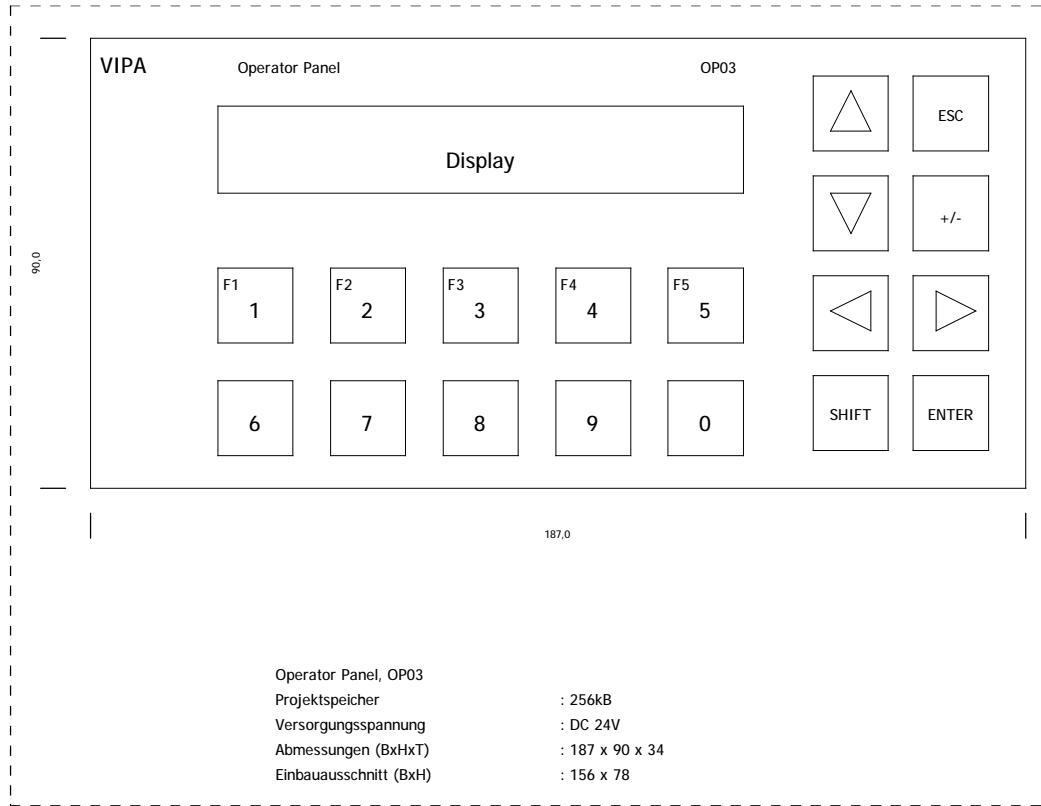 VIPA Operator Panel OP03
ESC
Display
+/-
90,0
F1 F2 F3 F4 F5
1 2 3 4 5
6 7 8 9 0
SHIFT ENTER
187,0
Operator Panel, OP03
Projektspeicher : 256kB
Versorgungsspannung : DC 24V
Abmessungen (BxHxT) : 187 x 90 x 34
Einbauausschnitt (BxH) : 156 x 78